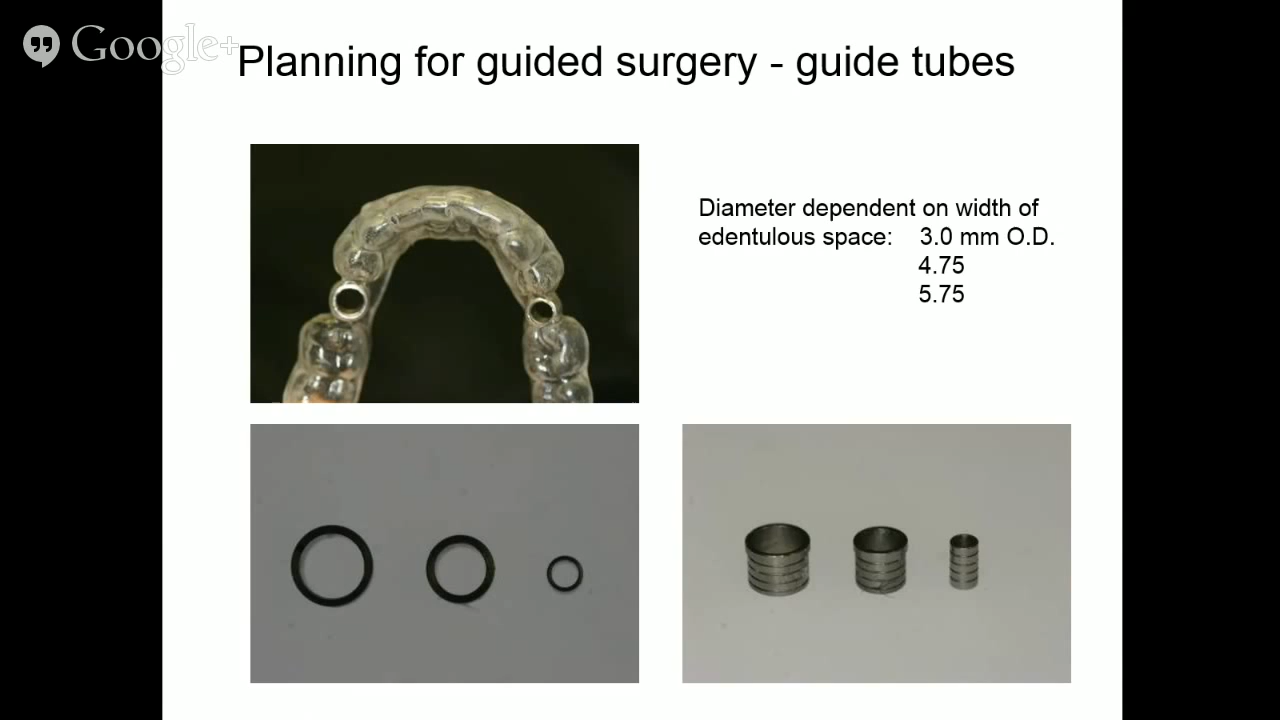 Google+
Planning for guided surgery - guide tubes
Diameter dependent on width of
edentulous space: 3.0 mm O.D.
4.75
5.75